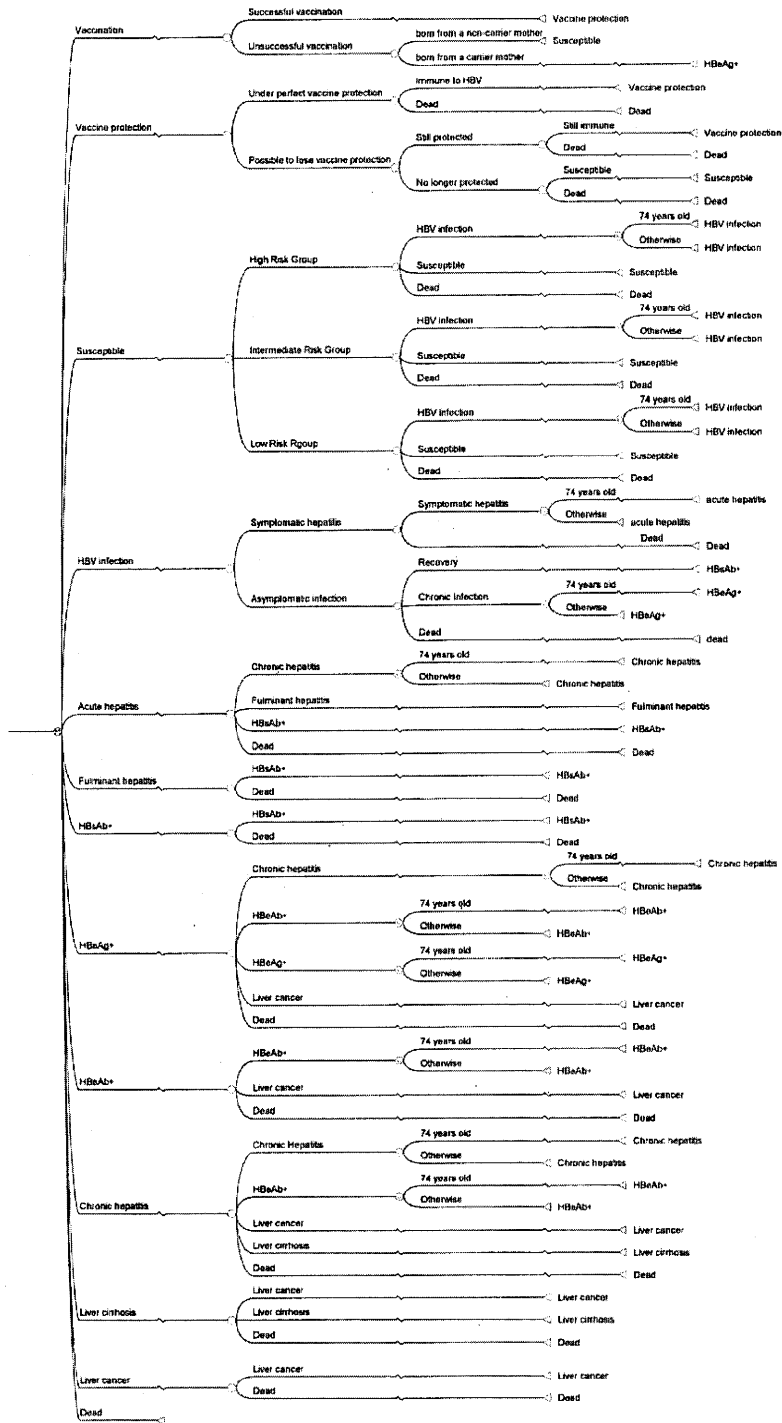 Successful vaccination
Vaccine protection
Vaccination
Unsuccessful vaccination
born from a non-carrier mother
Susceptible
born from a carrier mother
HBeAg+
Under perfect vaccine protection
Immune to HBV
Vaccine protection
Dead
Dead
Vaccine protection
Possible to lose vaccine protection
Still protected
Still immune
Vaccine protection
Dead
Dead
No longer protected
Susceptible
Susceptible
Dead
Dead
Susceptible
High Risk Group
HBV infection
74 years old
HBV infection
Otherwise
HBV infection
Susceptible
Susceptible
Dead
Dead
Intermediate Risk Group
HBV infection
74 years old
HBV infection
Otherwise
HBV infection
Susceptible
Susceptible
Dead
Dead
Low Risk Rgoup
HBV infection
74 years old
HBV infection
Otherwise
HBV infection
Susceptible
Susceptible
Dead
Dead
HBV infection
Symptomatic hepatitis
Symptomatic hepatitis
74 years old
acute hepatitis
Otherwise
acute hepatitis
Dead
Dead
Asymptomatic infection
Recovery
HBsAb+
Chronic infection
74 years old
HBeAg+
Otherwise
HBeAg+
Dead
dead
Acute hepatitis
Chronic hepatitis
74 years old
Chronic hepatitis
Otherwise
Chronic hepatitis
Fulminant hepatitis
Fulminant hepatitis
HBsAb+
HBsAb+
Dead
Dead
Fulminant hepatitis
HBsAb+
HBsAb+
Dead
Dead
HBsAb+
HBsAb+
HBsAb+
Dead
Dead
HBeAg+
Chronic hepatitis
74 years old
Chronic hepatitis
Otherwise
Chronic hepatitis
HBeAb+
74 years old
HBeAb+
Otherwise
HBeAb+
HBeAg+
74 years old
HBeAg+
Otherwise
HBeAg+
Liver cancer
Liver cancer
Dead
Dead
HBeAb+
HBeAb+
74 years old
HBeAb+
Otherwise
HBeAb+
Liver cancer
Liver cancer
Dead
Dead
Chronic hepatitis
Chronic Hepatitis
74 years old
Chronic hepatitis
Otherwise
Chronic hepatitis
HBeAb+
74 years old
HBeAb+
Otherwise
HBeAb+
Liver cancer
Liver cancer
Liver cirrhosis
Liver cirrhosis
Dead
Dead
Liver cirrhosis
Liver cancer
Liver cancer
Liver cirrhosis
Liver cirrhosis
Dead
Dead
Liver cancer
Liver cancer
Liver cancer
Dead
Dead
Dead